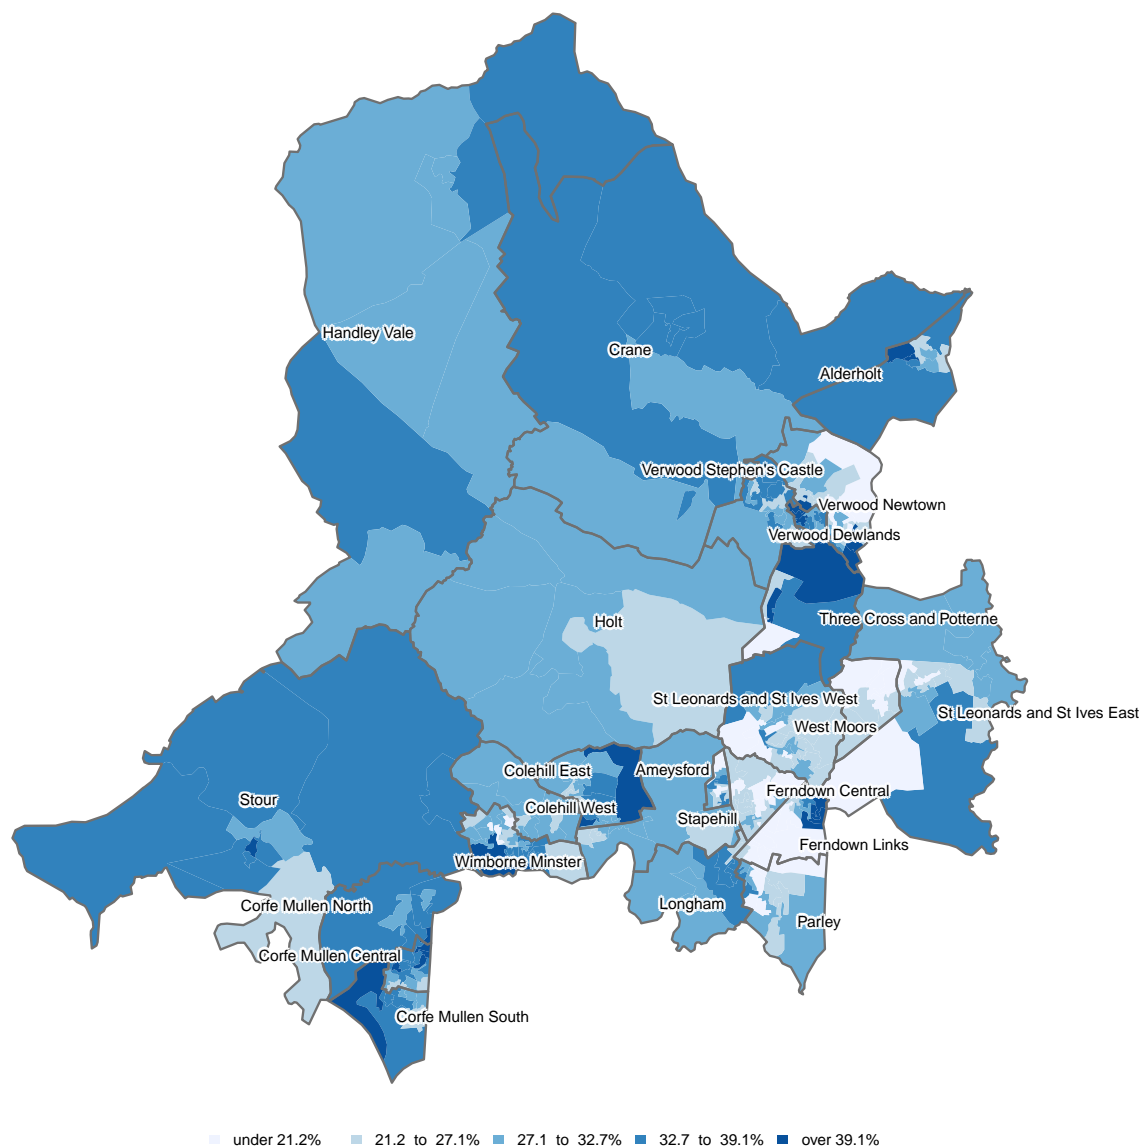 Handley Vale
Crane
Alderholt
Verwood Stephen's Castle
Verwood Newtown
Verwood Dewlands
Holt
Three Cross and Potterne
St Leonards and St Ives West
St Leonards and St Ives East
West Moors
Colehill East
Ameysford
Ferndown Central
Stour
Colehill West
Stapehill
Ferndown Links
Wimborne Minster
Corfe Mullen North
Longham
Parley
Corfe Mullen Central
Corfe Mullen South
under 21.2% 21.2 to 27.1% 27.1 to 32.7% 32.7 to 39.1% over 39.1%